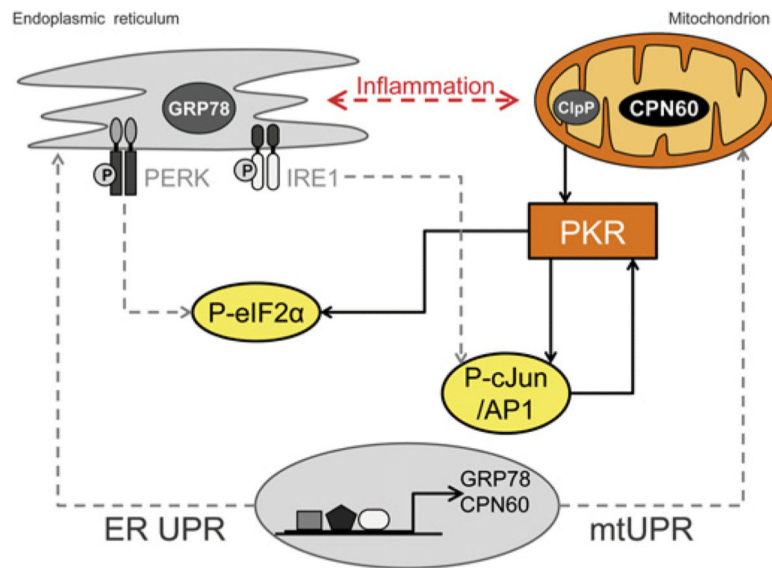 Endoplasmic reticulum
Mitochondrion
GRP78
Inflammation
ClpP
CPN60
P
PERK
P
IRE1
PKR
P-eIF2α
P-cJun
/AP1
GRP78
CPN60
ER UPR
mtUPR